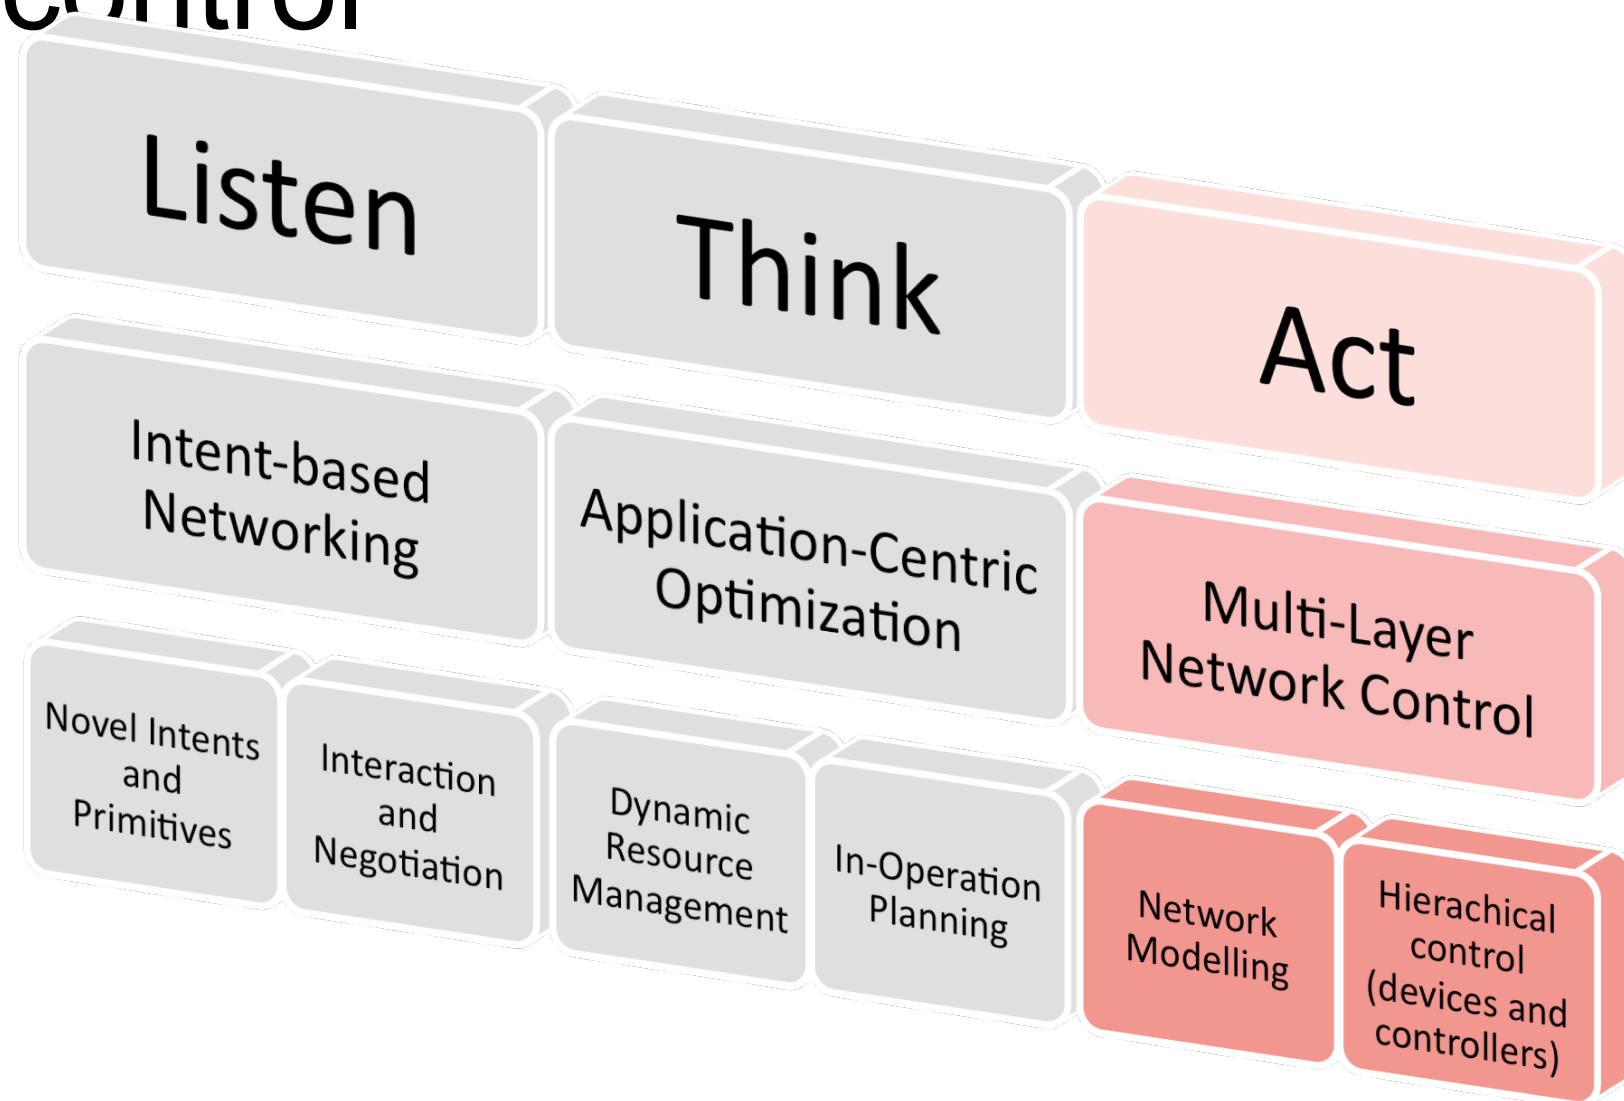 control
Listen
Think
Act
Intent-based
Networking
Application-Centric
Optimization
Multi-Layer
Network Control
Novel Intents
and
Primitives
Interaction
and
Negotiation
Dynamic
Resource
Management
In-Operation
Planning
Network
Modelling
Hierachical
control
(devices and
controllers)